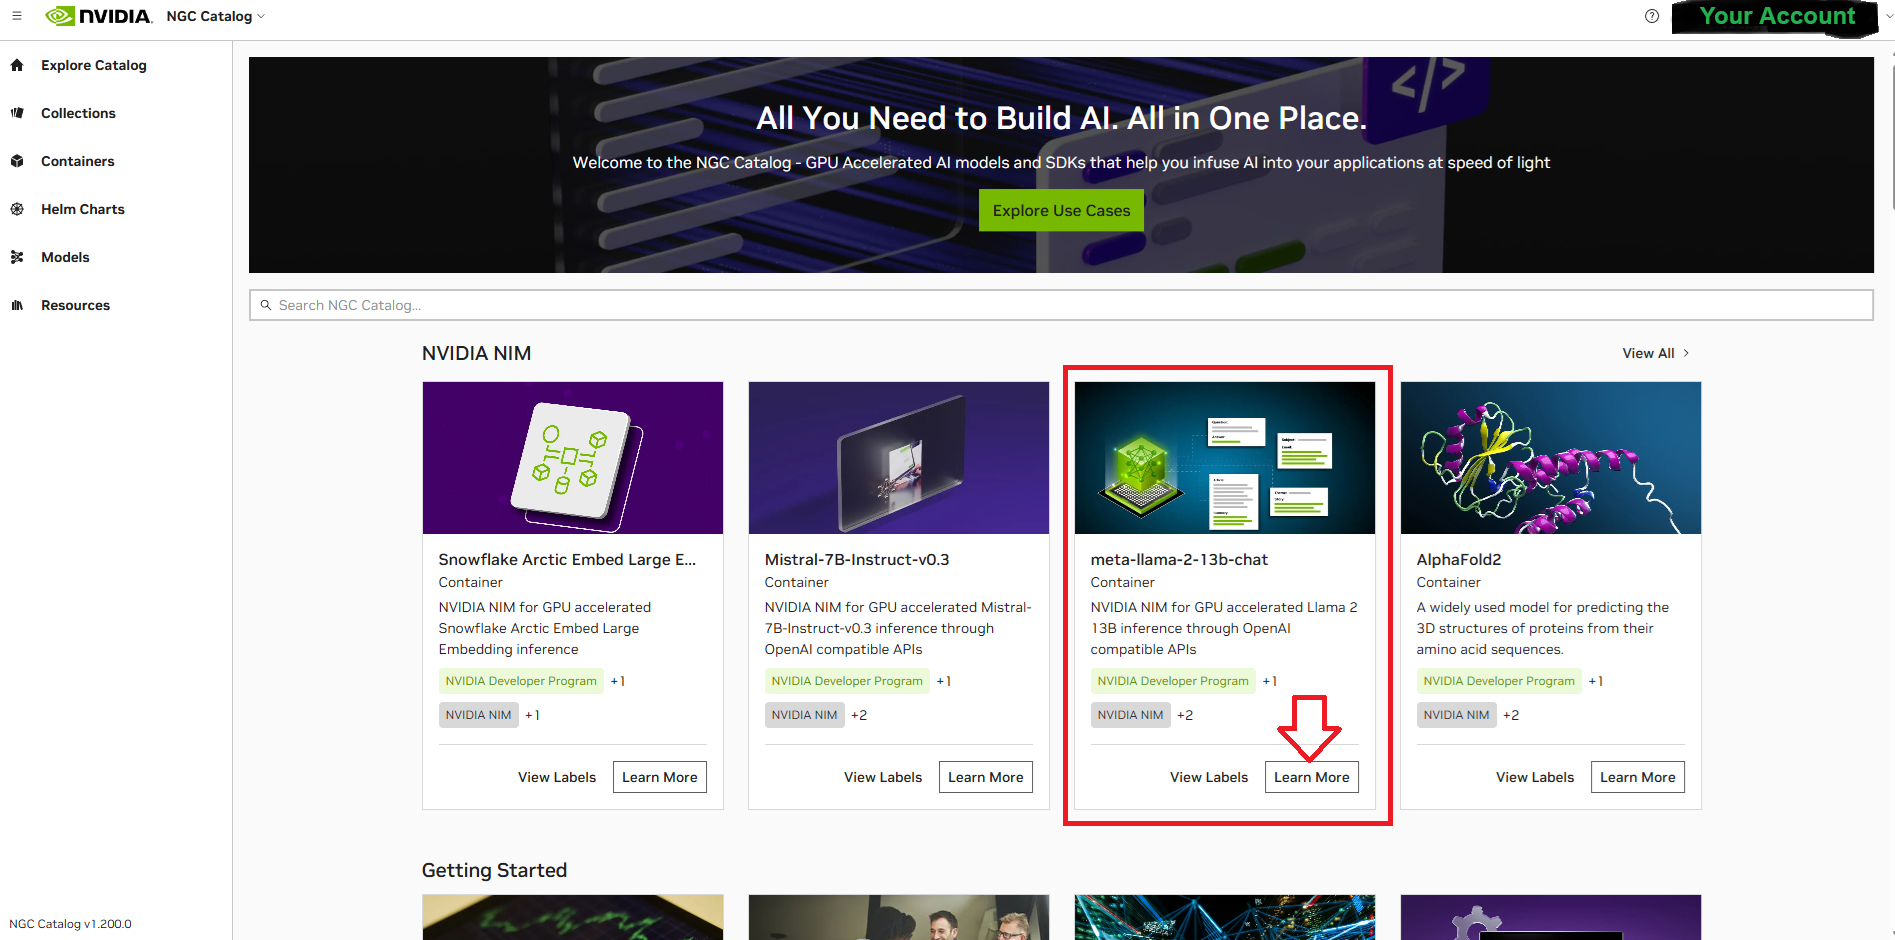 NVIDIA. NGC Catalog
Your Account
Explore Catalog
Collections
Containers
Helm Charts
Models
Resources
NGC Catalog v1.200.0
</>
All You Need to Build AI. All in One Place.
Welcome to the NGC Catalog - GPU Accelerated AI models and SDKs that help you infuse AI into your applications at speed of light
Explore Use Cases
Search NGC Catalog...
NVIDIA NIM
View All
Snowflake Arctic Embed Large E...
Container
NVIDIA NIM for GPU accelerated
Snowflake Arctic Embed Large
Embedding inference
NVIDIA Developer Program +1
NVIDIA NIM +1
View Labels Learn More
Mistral-7B-Instruct-v0.3
Container
NVIDIA NIM for GPU accelerated Mistral-
7B-Instruct-v0.3 inference through
OpenAI compatible APIs
NVIDIA Developer Program +1
NVIDIA NIM +2
View Labels Learn More
Question:
Answer:
Subject:
Email:
Article:
Summary:
Theme:
Story:
meta-llama-2-13b-chat
Container
NVIDIA NIM for GPU accelerated Llama 2
13B inference through OpenAI
compatible APIs
NVIDIA Developer Program +1
NVIDIA NIM +2
View Labels Learn More
AlphaFold2
Container
A widely used model for predicting the
3D structures of proteins from their
amino acid sequences.
NVIDIA Developer Program +1
NVIDIA NIM +2
View Labels Learn More
Getting Started